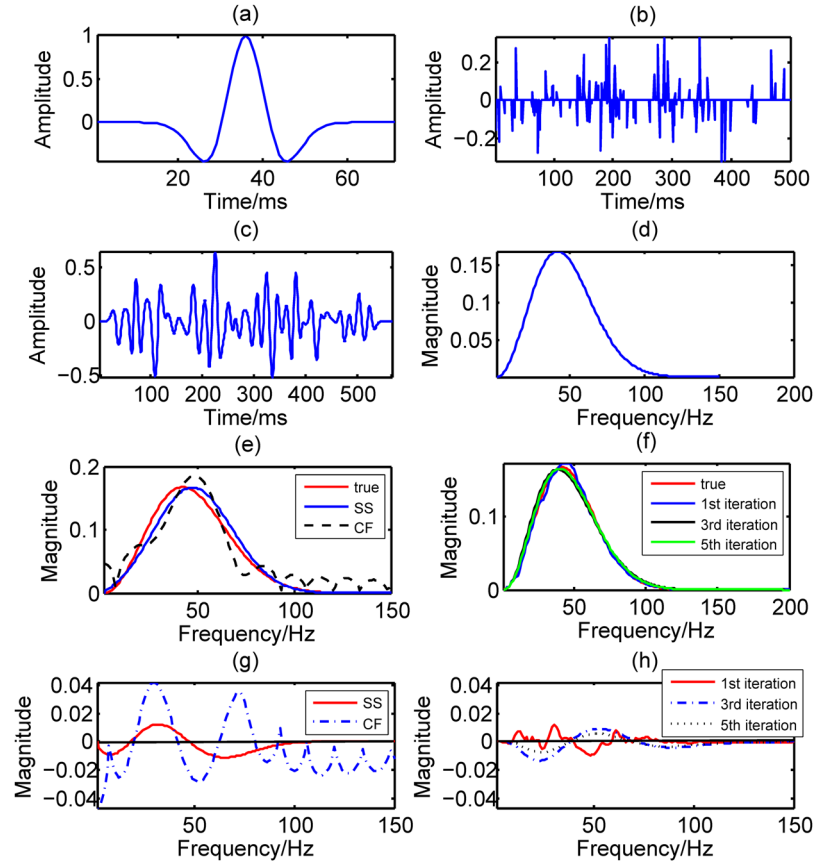 (a)
Amplitude
1
0.5
0
20 40 60
Time/ms
(b)
Amplitude
0.2
0
−0.2
100 200 300 400 500
Time/ms
(c)
Amplitude
0.5
0
−0.5
100 200 300 400 500
Time/ms
(d)
Magnitude
0.15
0.1
0.05
50 100 150 200
Frequency/Hz
(e)
Magnitude
0.2
0.1
0
50 100 150
Frequency/Hz
true
SS
CF
(f)
Magnitude
0.1
0
50 100 150 200
Frequency/Hz
true
1st iteration
3rd iteration
5th iteration
(g)
Magnitude
0.04
0.02
0
−0.02
−0.04
0 50 100 150
Frequency/Hz
SS
CF
(h)
Magnitude
0.04
0.02
0
−0.02
−0.04
0 50 100 150
Frequency/Hz
1st iteration
3rd iteration
5th iteration